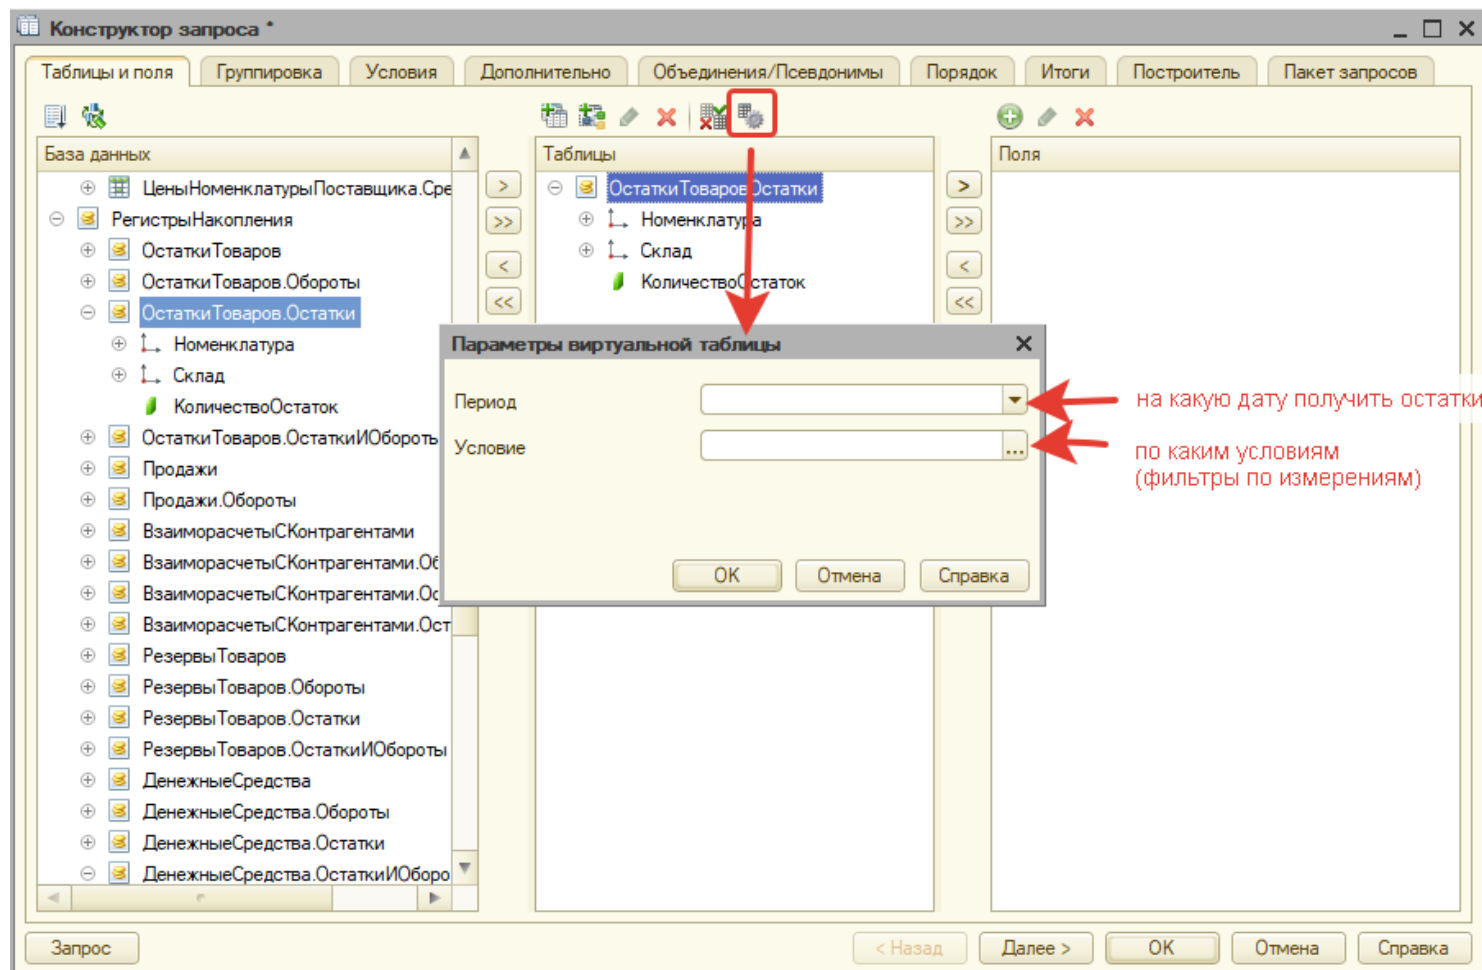 Конструктор запроса *
Таблицы и поля
Группировка
Условия
Дополнительно
Объединения/Псевдонимы
Порядок
Итоги
Построитель
Пакет запросов
База данных
ЦеныНоменклатурыПоставщика.Сре
РегистрыНакопления
ОстаткиТоваров
ОстаткиТоваров.Обороты
ОстаткиТоваров.Остатки
Номенклатура
Склад
КоличествоОстаток
ОстаткиТоваров.ОстаткиИОбороты
Продажи
Продажи.Обороты
ВзаиморасчетыСКонтрагентами
ВзаиморасчетыСКонтрагентами.Об
ВзаиморасчетыСКонтрагентами.Ос
ВзаиморасчетыСКонтрагентами.Ост
РезервыТоваров
РезервыТоваров.Обороты
РезервыТоваров.Остатки
РезервыТоваров.ОстаткиИОбороты
ДенежныеСредства
ДенежныеСредства.Обороты
ДенежныеСредства.Остатки
ДенежныеСредства.ОстаткиИОборо
>
>>
<
<<
Таблицы
ОстаткиТоваровОстатки
Номенклатура
Склад
КоличествоОстаток
>
>>
<
<<
Поля
Параметры виртуальной таблицы
Период
Условие
...
OK
Отмена
Справка
на какую дату получить остатки
по каким условиям
(фильтры по измерениям)
Запрос
< Назад
Далее >
OK
Отмена
Справка